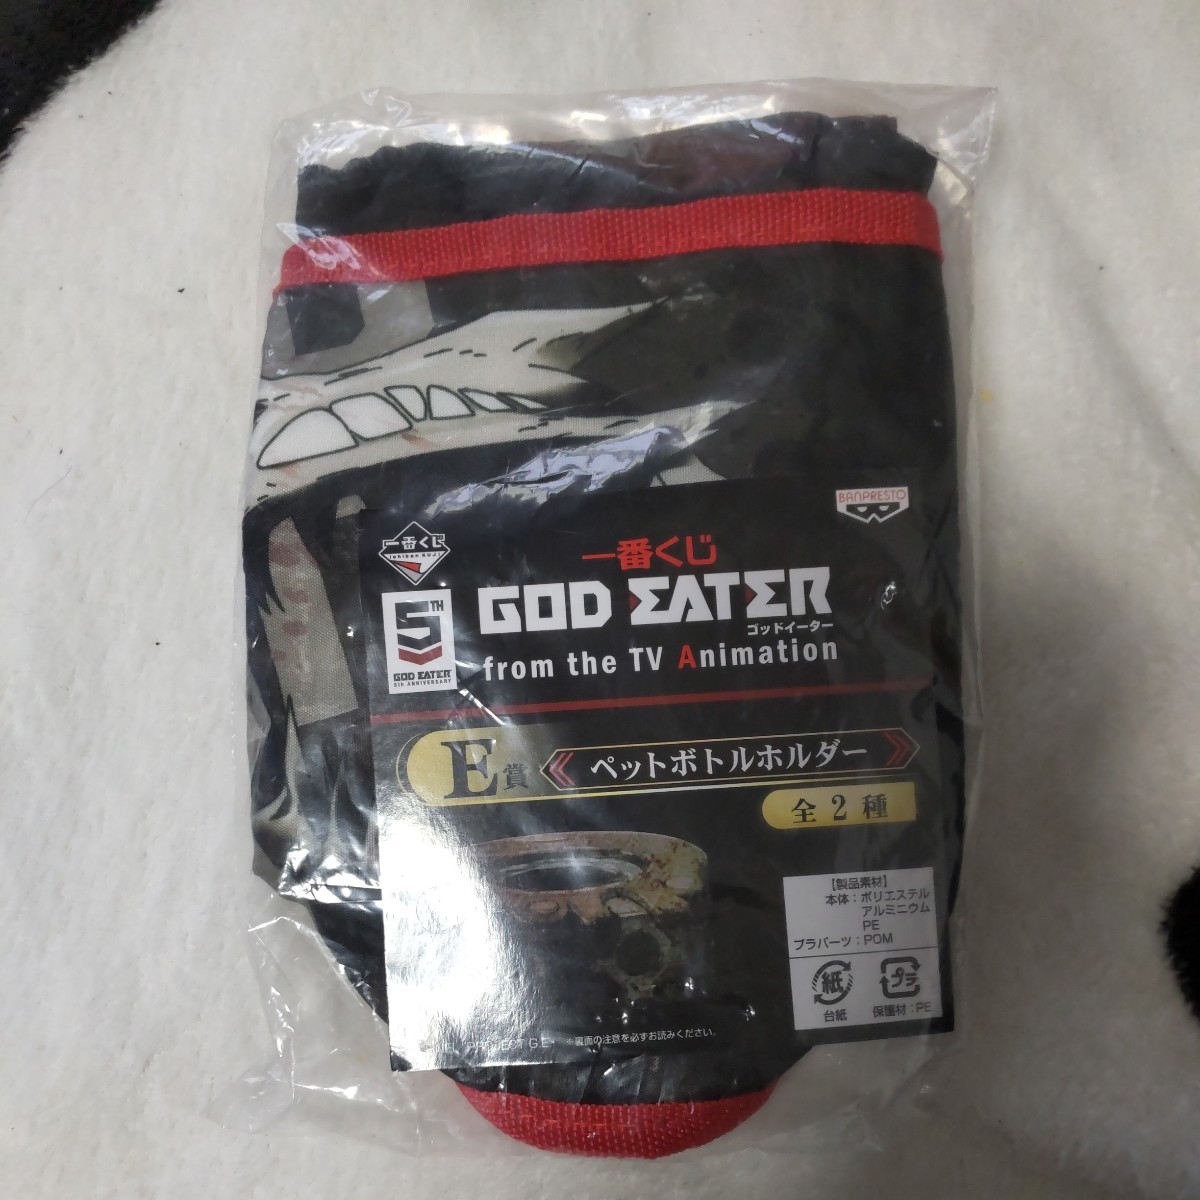 BANPRESTO
一番くじ
Ichiban KUJI
一番くじ
5TH
GOD EATER
5TH ANNIVERSARY
GOD EATER
ゴッドイーター
from the TV Animation
E賞
ペットボトルホルダー
全2種
【製品素材】
本体:ポリエステル
アルミニウム
PE
プラパーツ:POM
紙
プラ
台紙
保護材:PE
PROJECT G.E.
※裏面の注意を必ずお読みください。